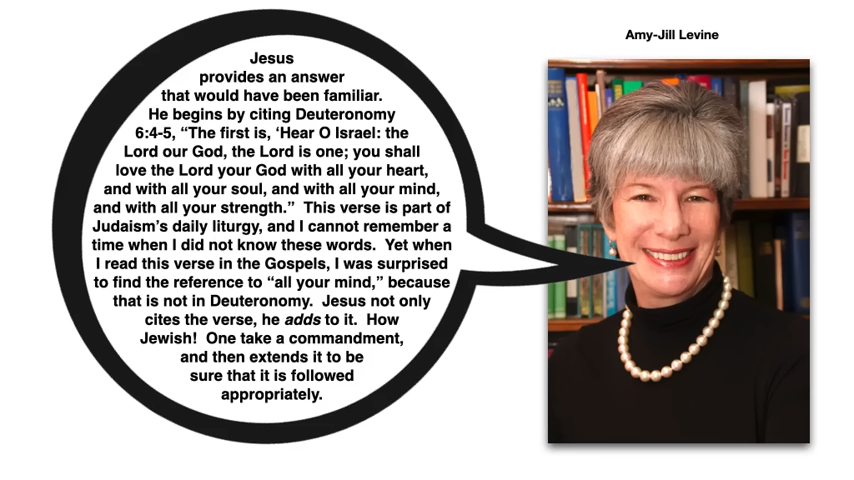 Amy-Jill Levine
Jesus
provides an answer
that would have been familiar.
He begins by citing Deuteronomy
6:4-5, “The first is, ‘Hear O Israel: the
Lord our God, the Lord is one; you shall
love the Lord your God with all your heart,
and with all your soul, and with all your mind,
and with all your strength.”  This verse is part of
Judaism’s daily liturgy, and I cannot remember a
time when I did not know these words.  Yet when
I read this verse in the Gospels, I was surprised
to find the reference to “all your mind,” because
that is not in Deuteronomy.  Jesus not only
cites the verse, he adds to it.  How
Jewish!  One take a commandment,
and then extends it to be
sure that it is followed
appropriately.